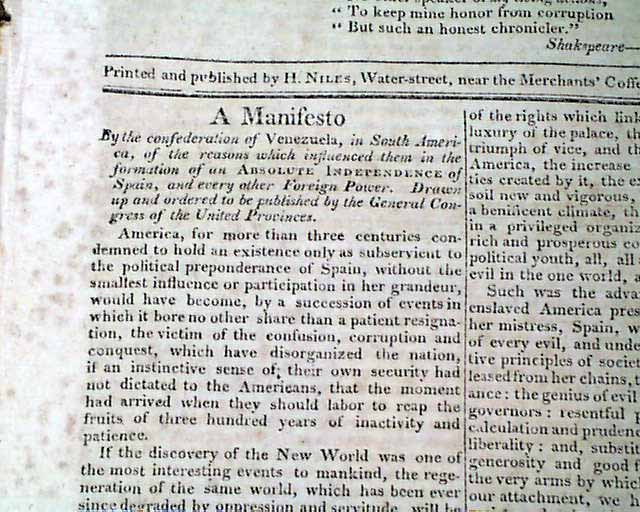 “ To keep mine honor from corruption
“ But such an honest chronicler.”
Shakspeare—
Printed and published by H. NILES, Water-street, near the Merchants’ Coffe
A Manifesto
By the confederation of Venezuela, in South Ameri-
ca, of the reasons which influenced them in the
formation of an ABSOLUTE INDEPENDENCE of
Spain, and every other Foreign Power. Drawn
up and ordered to be published by the General Con-
gress of the United Provinces.
America, for more than three centuries con-
demned to hold an existence only as subservient to
the political preponderance of Spain, without the
smallest influence or participation in her grandeur,
would have become, by a succession of events in
which it bore no other share than a patient resigna-
tion, the victim of the confusion, corruption and
conquest, which have disorganized the nation,
if an instinctive sense of their own security had
not dictated to the Americans, that the moment
had arrived when they should labor to reap the
fruits of three hundred years of inactivity and
patience.
If the discovery of the New World was one of
the most interesting events to mankind, the rege-
neration of the same world, which has been ever
since degraded by oppression and servitude, will be
of the rights which link
luxury of the palace, th
triumph of vice, and th
America, the increase
ties created by it, the ex
soil new and vigorous,
a beneficent climate, th
in a privileged organiz
rich and prosperous co
political youth, all, all
evil in the one world, a
Such was the adva
enslaved America pres
her mistress, Spain, w
of every evil, and unde
tive principles of socie
leased from her chains,
ance: the genius of evil
governors: resentful p
calculation and prudenc
liberality: and, substit
generosity and good f
the very arms by which
our attachment, we h